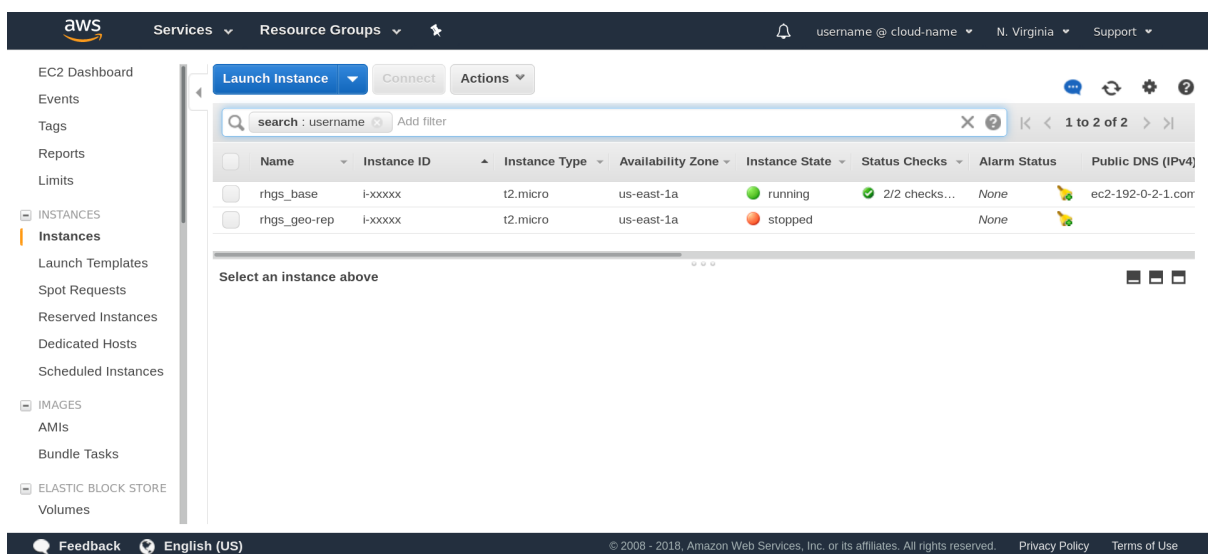 aws Services Resource Groups username @ cloud-name N. Virginia Support
EC2 Dashboard
Events
Tags
Reports
Limits
INSTANCES
Instances
Launch Templates
Spot Requests
Reserved Instances
Dedicated Hosts
Scheduled Instances
IMAGES
AMIs
Bundle Tasks
ELASTIC BLOCK STORE
Volumes
Launch Instance Connect Actions
search : username Add filter 1 to 2 of 2
Name Instance ID Instance Type Availability Zone Instance State Status Checks Alarm Status Public DNS (IPv4)
rhgs_base i-xxxxx t2.micro us-east-1a running 2/2 checks... None ec2-192-0-2-1.com
rhgs_geo-rep i-xxxxx t2.micro us-east-1a stopped None
Select an instance above
Feedback English (US) © 2008 - 2018, Amazon Web Services, Inc. or its affiliates. All rights reserved. Privacy Policy Terms of Use